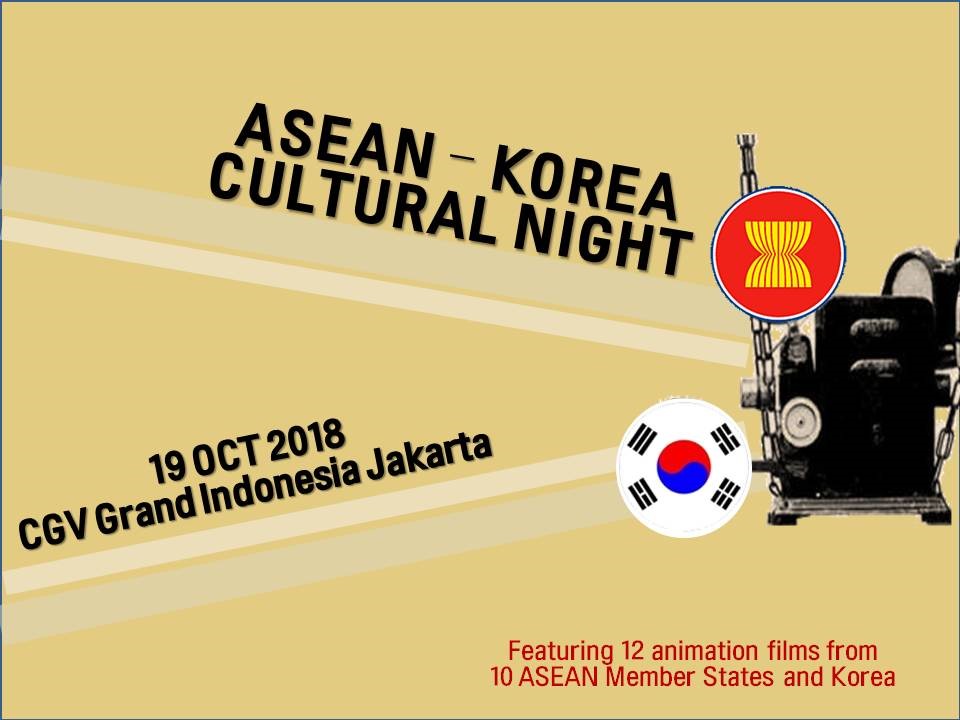 ASEAN – KOREA
CULTURAL NIGHT
19 OCT 2018
CGV Grand Indonesia Jakarta
Featuring 12 animation films from
10 ASEAN Member States and Korea